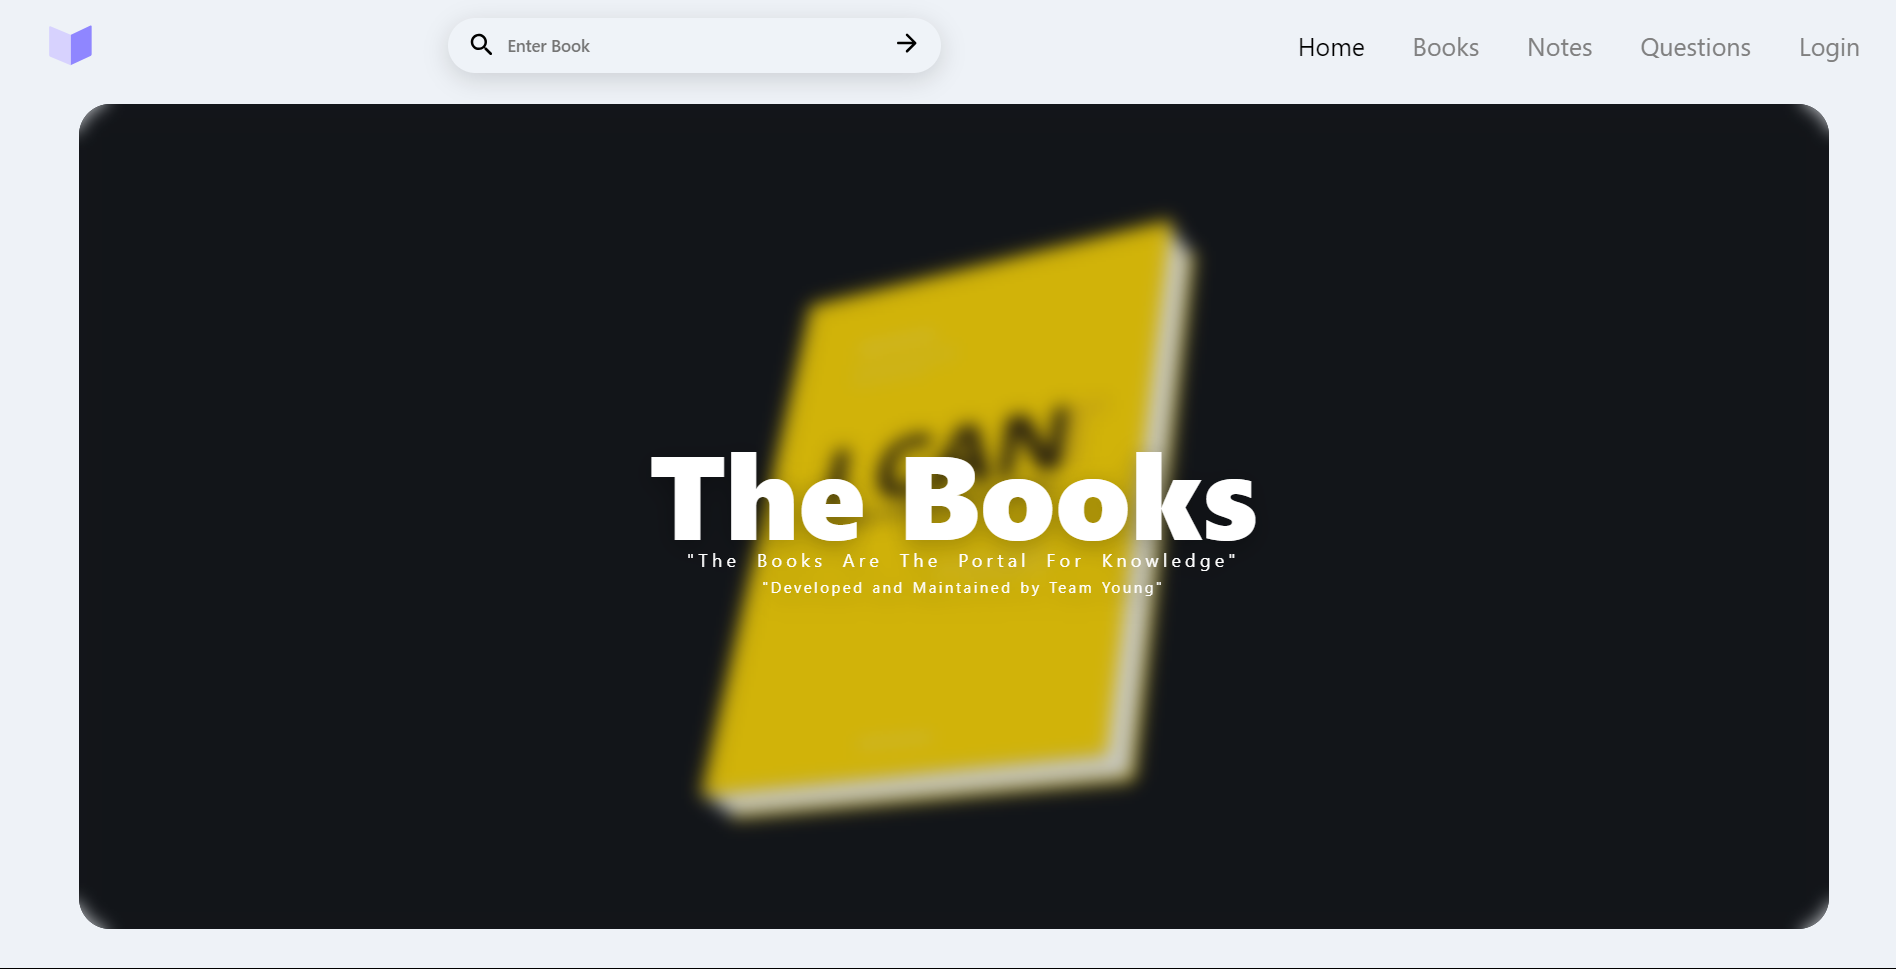 Enter Book
Home Books Notes Questions Login
I CAN
The Books
"The Books Are The Portal For Knowledge"
"Developed and Maintained by Team Young"